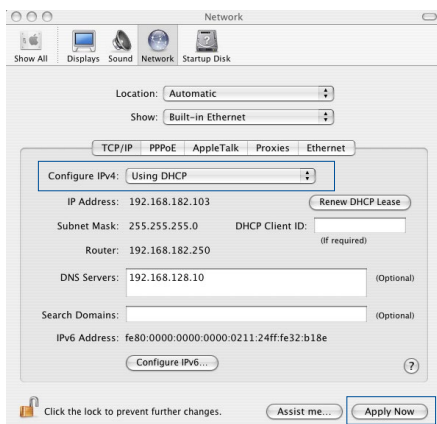 Network
Show All Displays Sound Network Startup Disk
Location: Automatic
Show: Built-in Ethernet
TCP/IP PPPoE AppleTalk Proxies Ethernet
Configure IPv4: Using DHCP
IP Address: 192.168.182.103 Renew DHCP Lease
Subnet Mask: 255.255.255.0 DHCP Client ID:
(If required)
Router: 192.168.182.250
DNS Servers: 192.168.128.10 (Optional)
Search Domains: (Optional)
IPv6 Address: fe80:0000:0000:0000:0211:24ff:fe32:b18e
Configure IPv6... ?
Click the lock to prevent further changes. Assist me... Apply Now